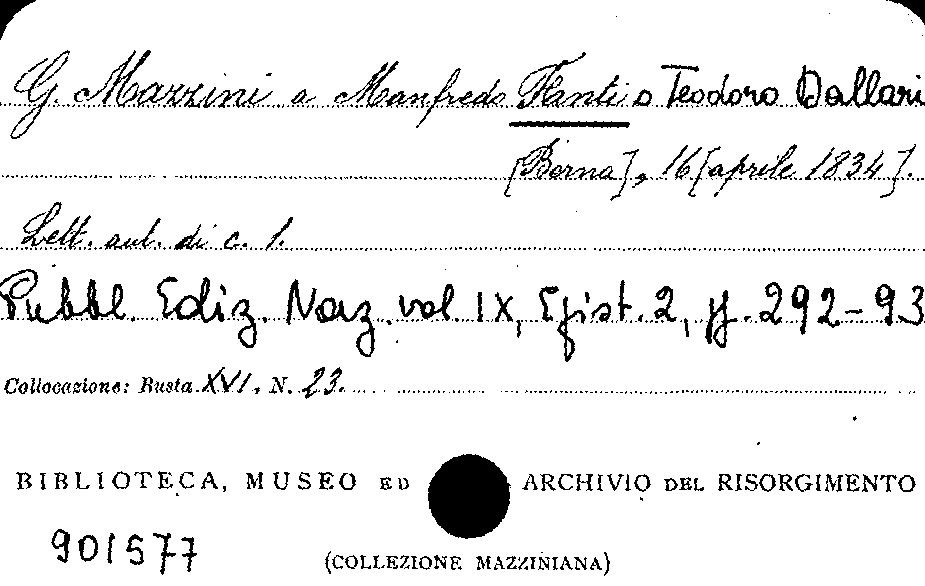 G. Mazzini a Manfredo Fanti o Teodoro Dallari
[Berna], 16 [aprile 1834].
Lett. aut. di c. 1.
Pubbl. Ediz. Naz. vol. IX, Epist. 2, pp. 292-93
Collocazione: Busta XVI. N. 23.
BIBLIOTECA, MUSEO ED ARCHIVIO DEL RISORGIMENTO
901577
(COLLEZIONE MAZZINIANA)